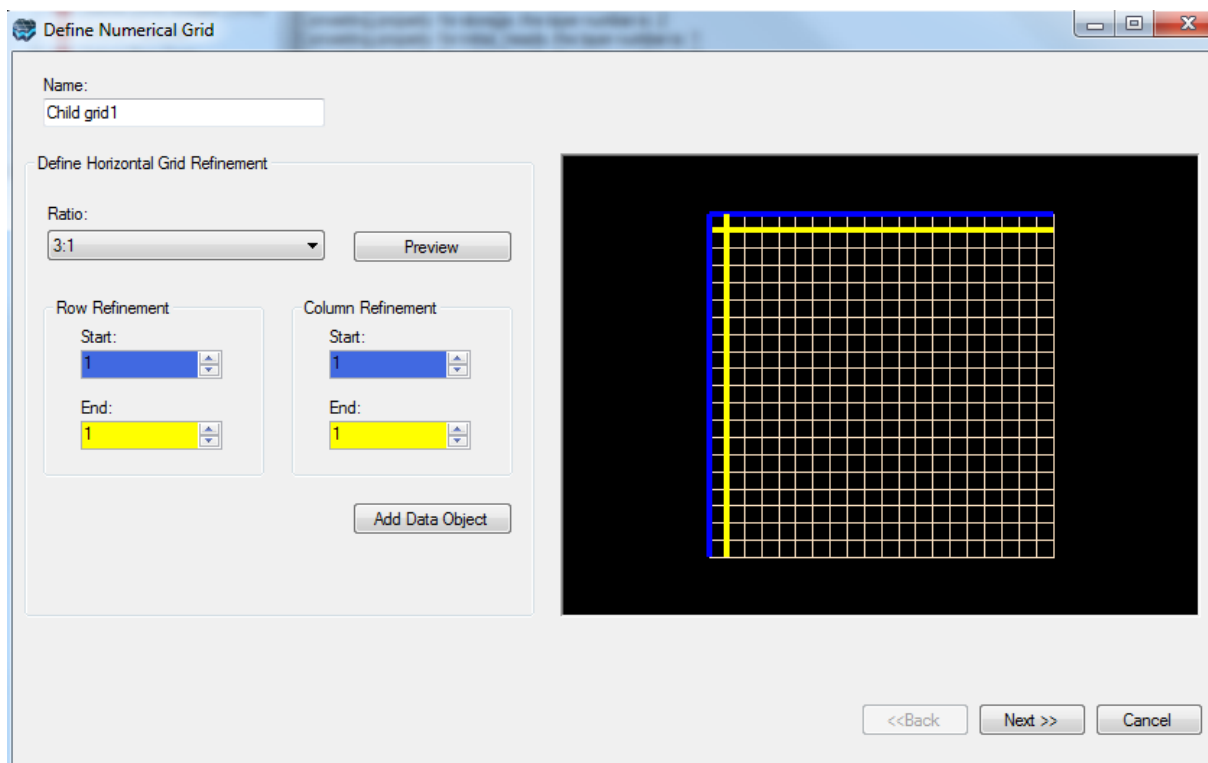 Define Numerical Grid
Name:
Child grid1
Define Horizontal Grid Refinement
Ratio:
3:1
Preview
Row Refinement
Column Refinement
Start:
Start:
1
1
End:
End:
1
1
Add Data Object
<<Back
Next >>
Cancel